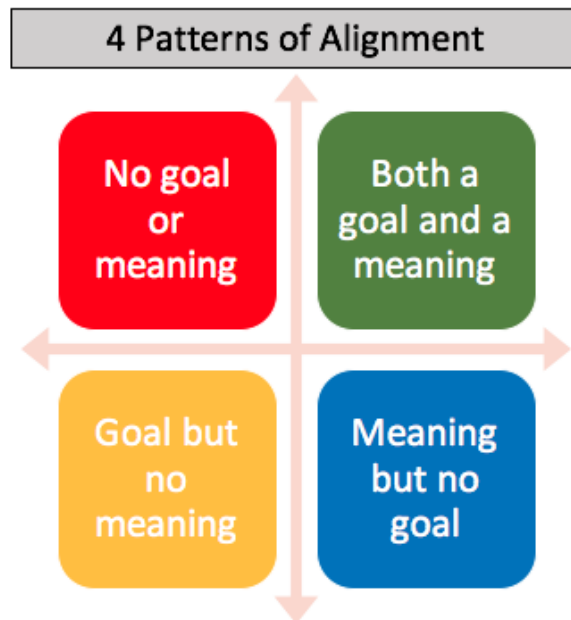 4 Patterns of Alignment
No goal
or
meaning
Both a
goal and a
meaning
Goal but
no
meaning
Meaning
but no
goal